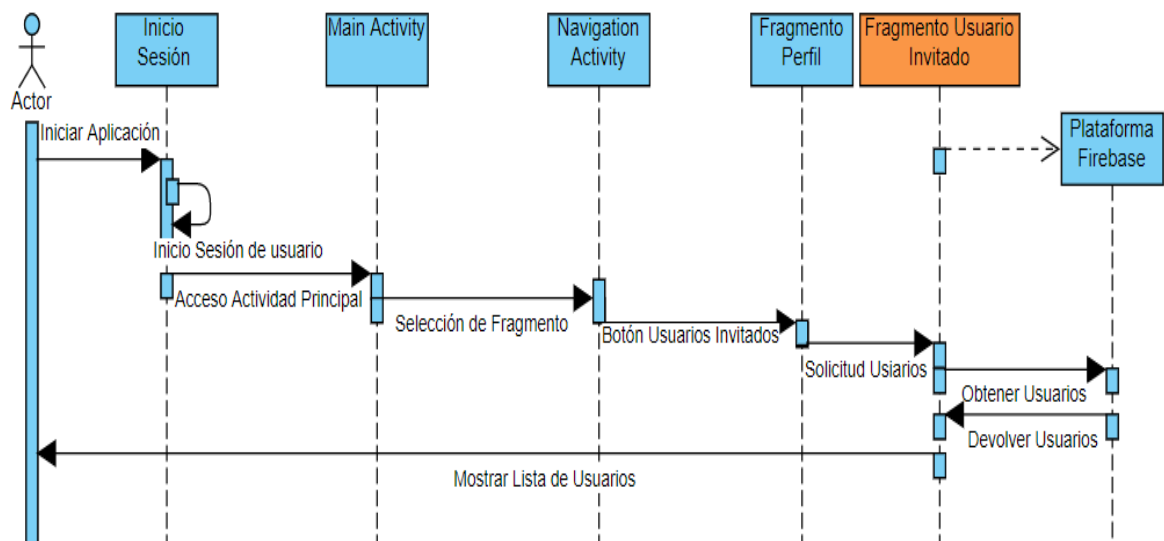 Inicio
Sesión
Main Activity
Navigation
Activity
Fragmento
Perfil
Fragmento Usuario
Invitado
Actor
Plataforma
Firebase
Iniciar Aplicación
Inicio Sesión de usuario
Acceso Actividad Principal
Selección de Fragmento
Botón Usuarios Invitados
Solicitud Usiarios
Obtener Usuarios
Devolver Usuarios
Mostrar Lista de Usuarios